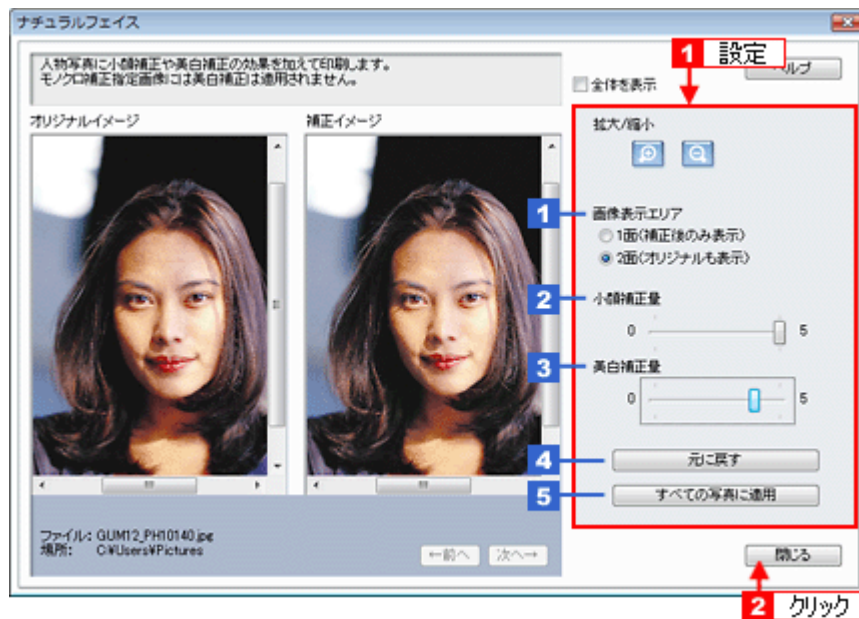 ナチュラルフェイス
人物写真に小顔補正や美白補正の効果を加えて印刷します。
モノクロ補正指定画像には美白補正は適用されません。
1 設定
ヘルプ
全体を表示
オリジナルイメージ
補正イメージ
拡大/縮小
1
画像表示エリア
1面(補正後のみ表示)
2面(オリジナルも表示)
2
小顔補正量
0 5
3
美白補正量
0 5
4
元に戻す
5
すべての写真に適用
ファイル: GUM12_PH10140.jpg
場所: C:¥Users¥Pictures
←前へ 次へ→
閉じる
2 クリック